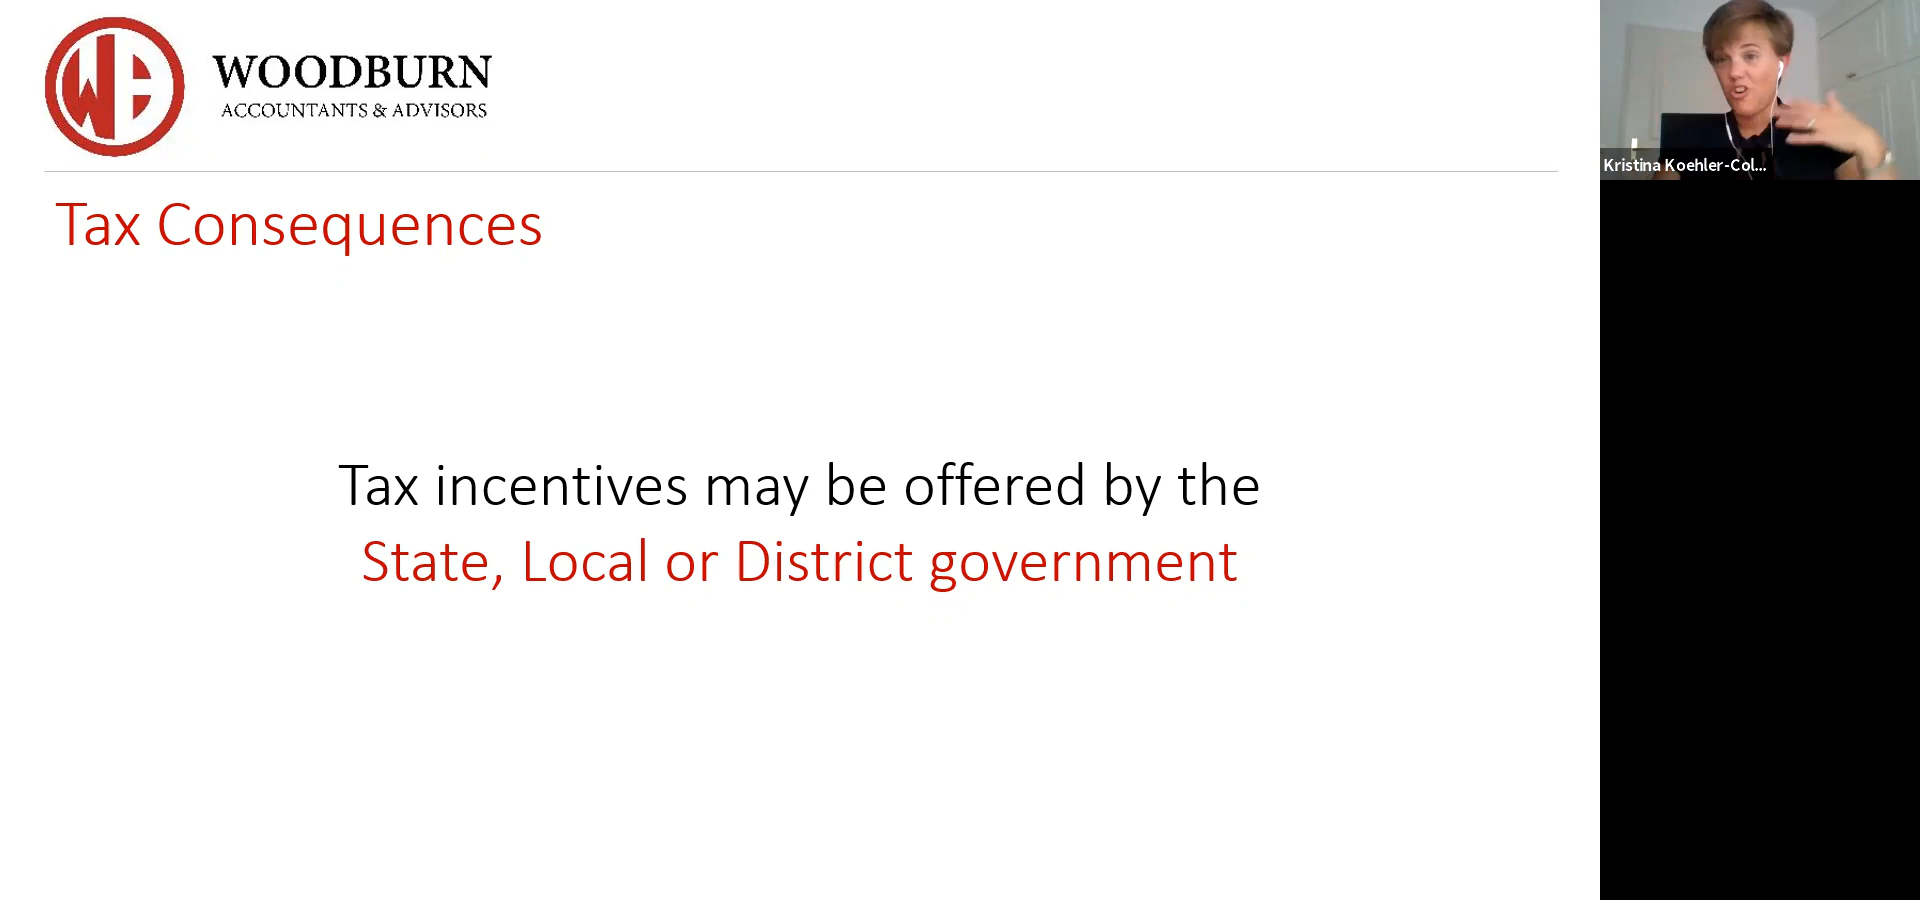 WOODBURN
ACCOUNTANTS & ADVISORS
Tax Consequences
Tax incentives may be offered by the
State, Local or District government
Kristina Koehler-Col...